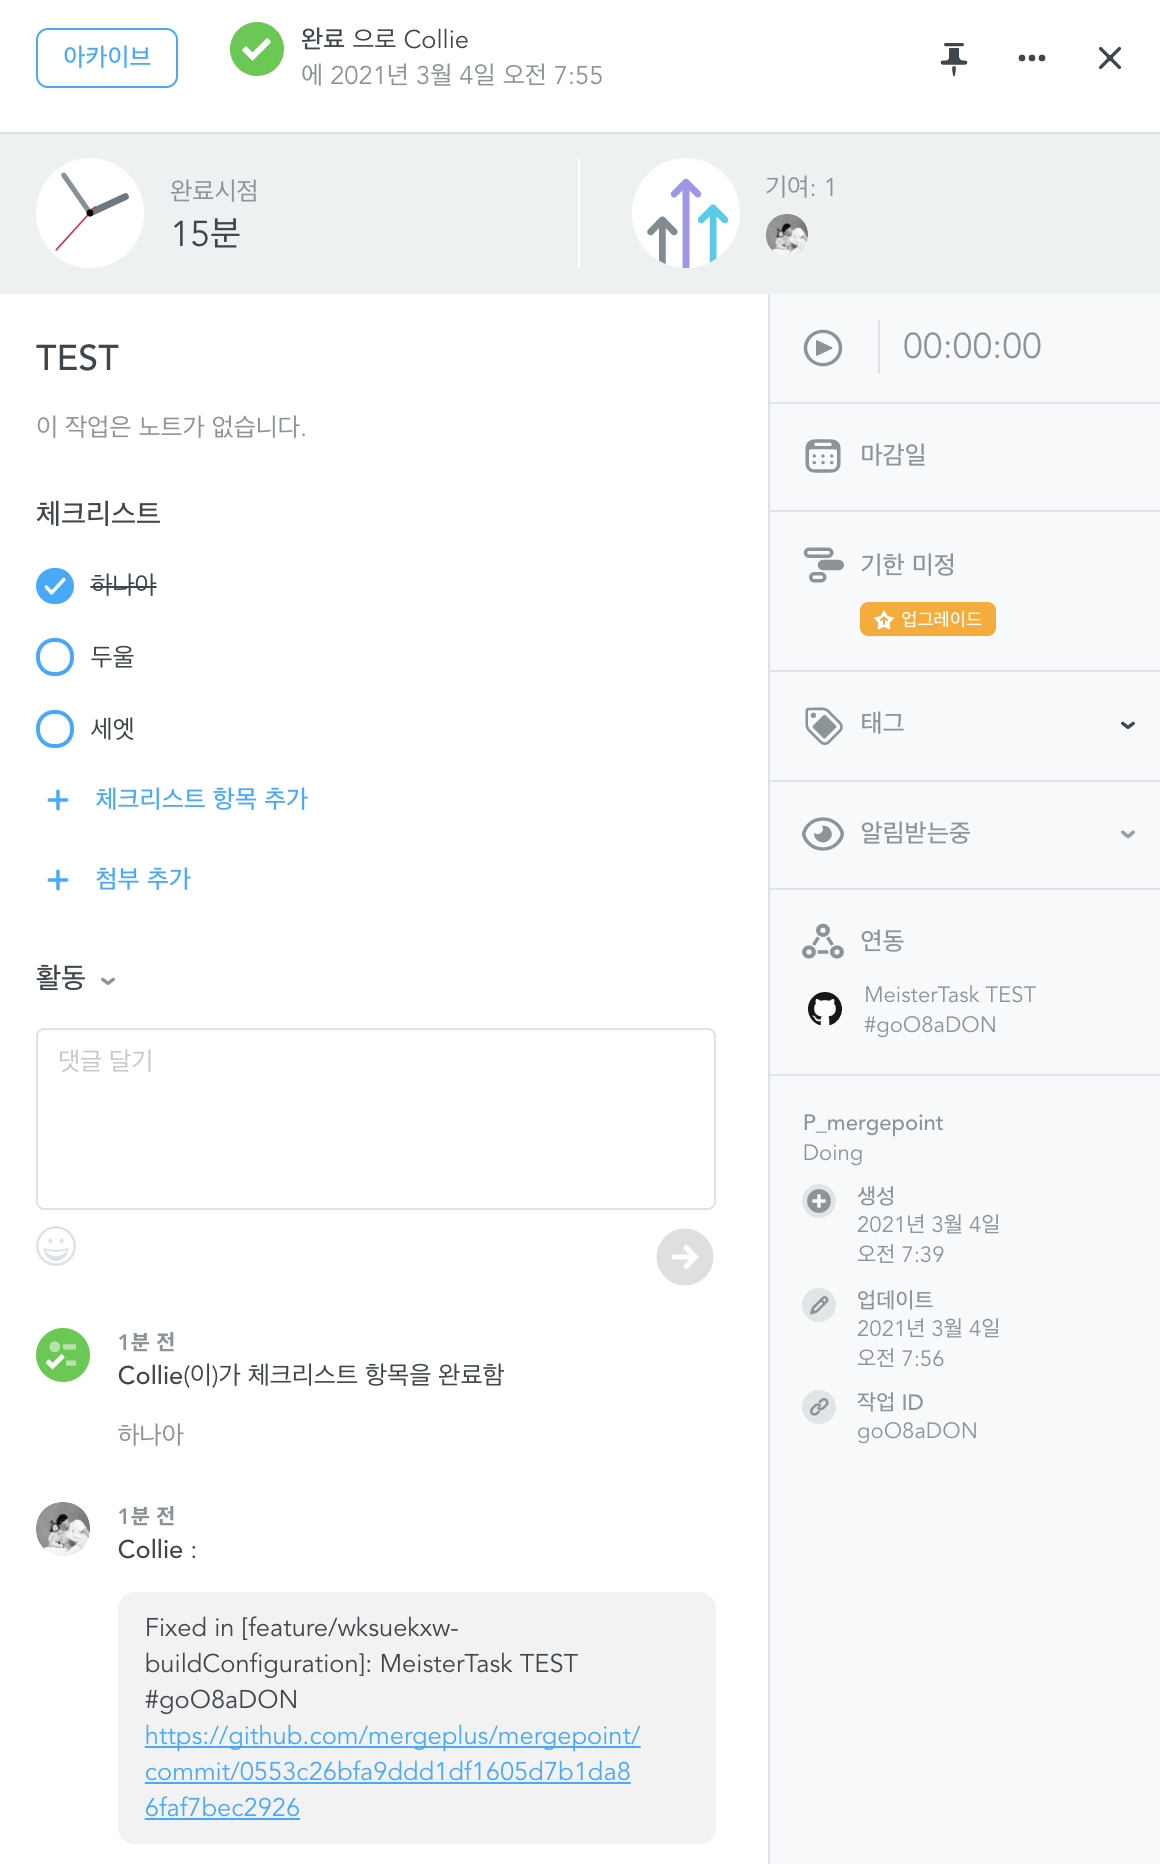 아카이브
완료 으로 Collie
에 2021년 3월 4일 오전 7:55
완료시점
15분
기여: 1
TEST
이 작업은 노트가 없습니다.
체크리스트
하나아
두울
세엣
체크리스트 항목 추가
첨부 추가
활동
댓글 달기
1분 전
Collie(이)가 체크리스트 항목을 완료함
하나아
1분 전
Collie :
Fixed in [feature/wksuekxw-
buildConfiguration]: MeisterTask TEST
#goO8aDON
https://github.com/mergeplus/mergepoint/
commit/0553c26bfa9ddd1df1605d7b1da8
6faf7bec2926
00:00:00
마감일
기한 미정
업그레이드
태그
알림받는중
연동
MeisterTask TEST
#goO8aDON
P_mergepoint
Doing
생성
2021년 3월 4일
오전 7:39
업데이트
2021년 3월 4일
오전 7:56
작업 ID
goO8aDON